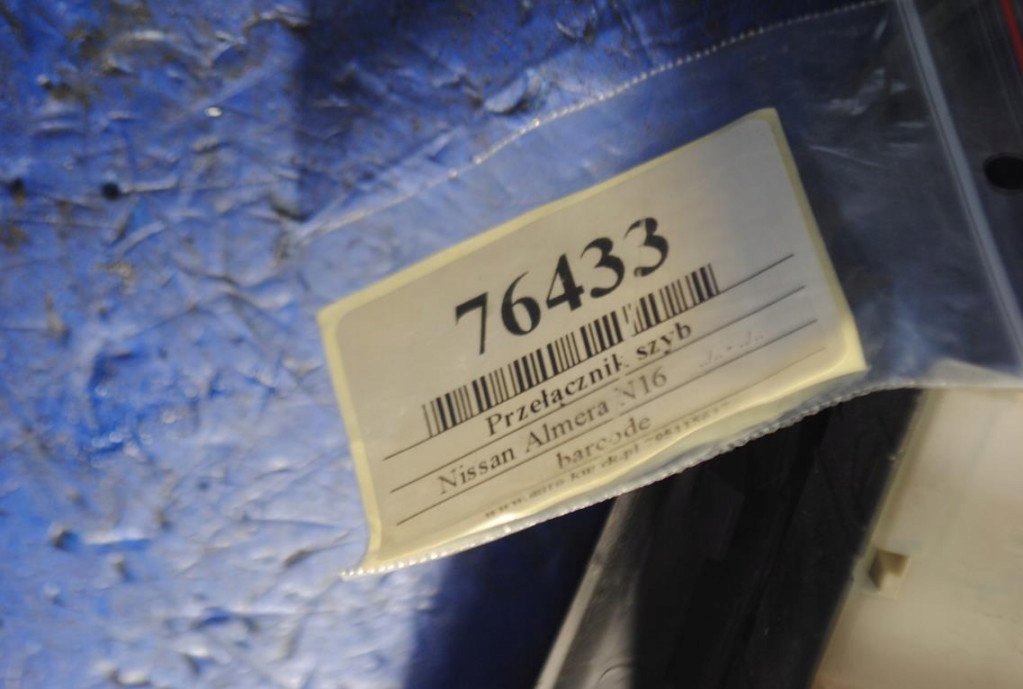 76433
Przełącznik szyb
Nissan Almera N16
barcode